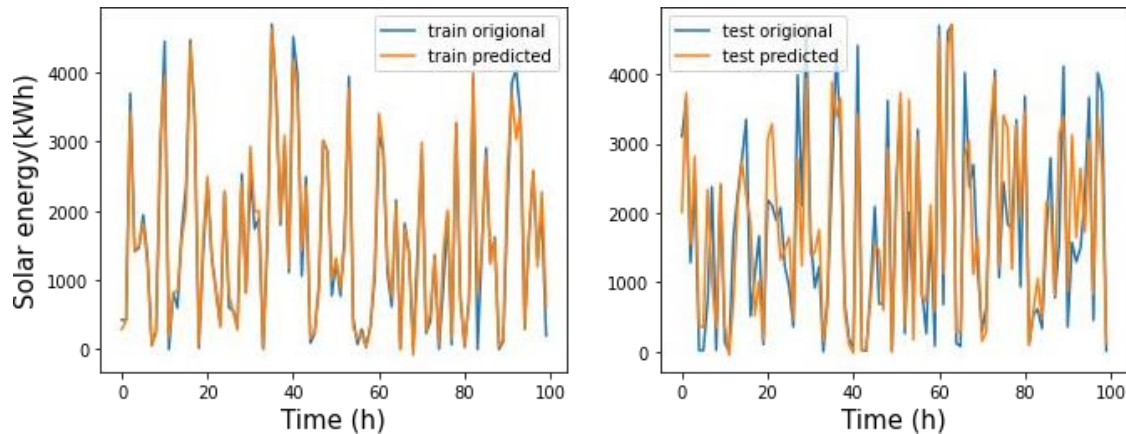 train origional
train predicted
4000
3000
2000
1000
0
Solar energy(kWh)
0 20 40 60 80 100
Time (h)
test origional
test predicted
4000
3000
2000
1000
0
0 20 40 60 80 100
Time (h)